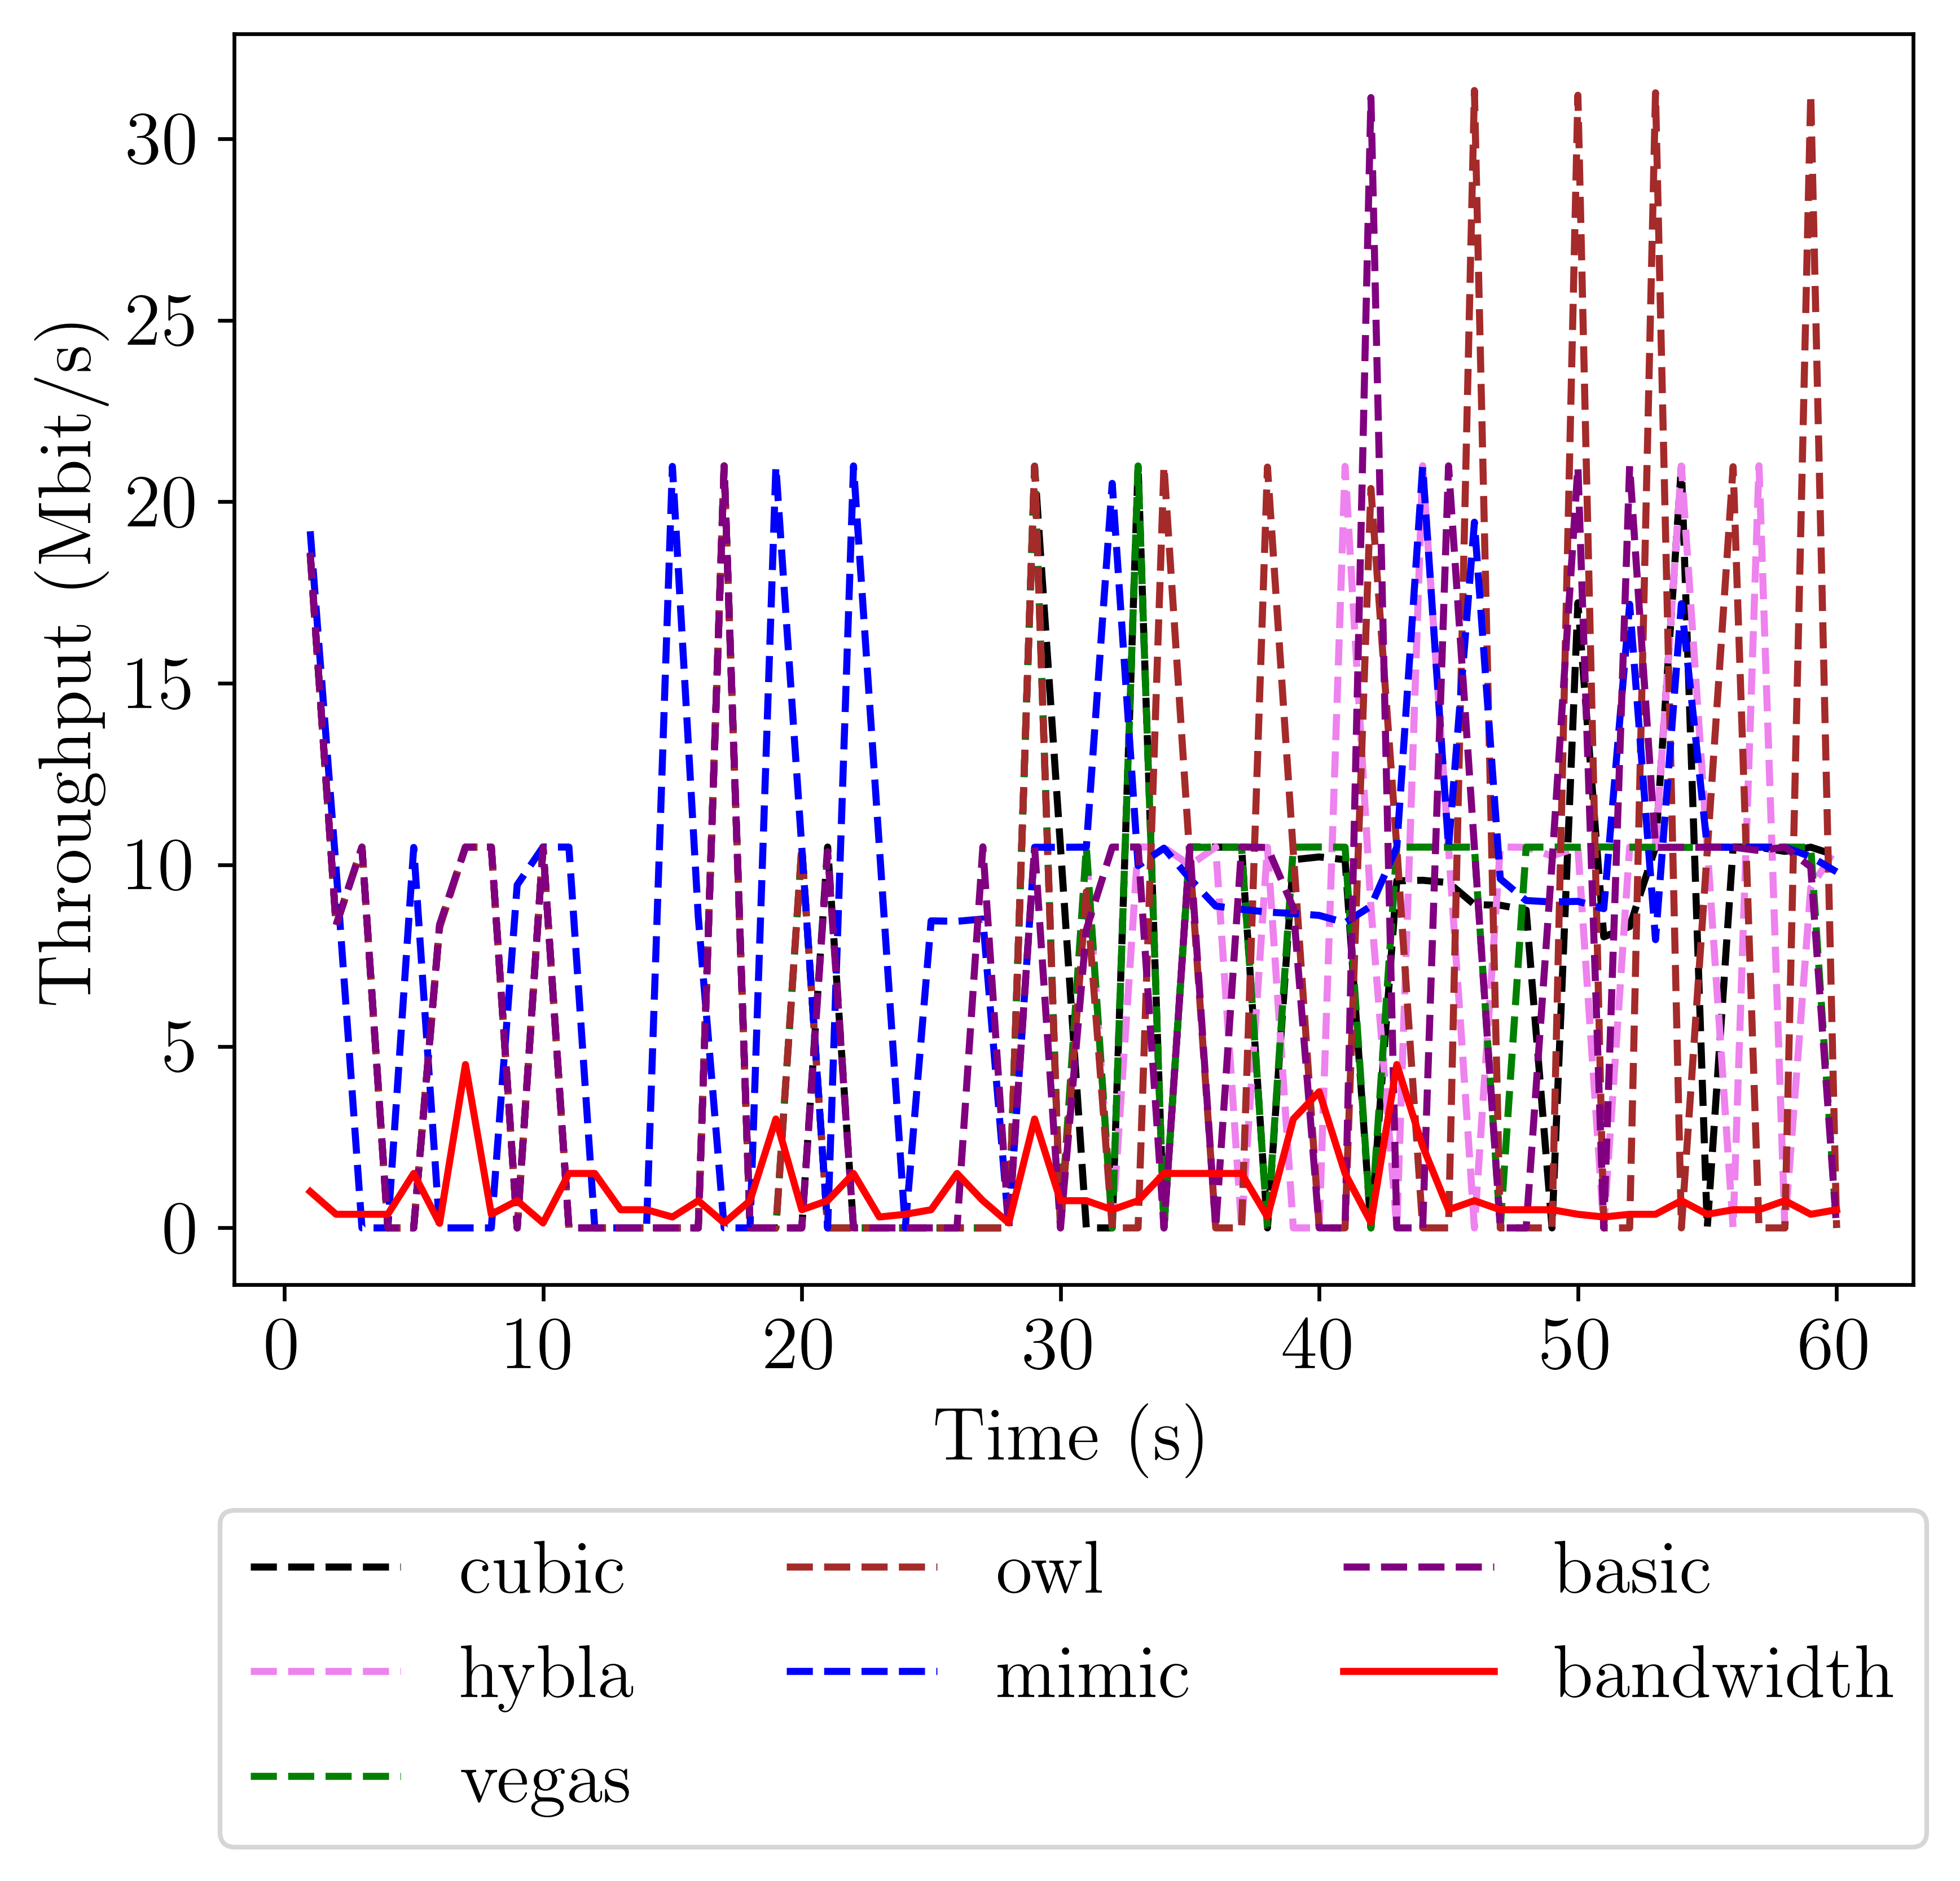 Throughput (Mbit/s)
30
25
20
15
10
5
0
0 10 20 30 40 50 60
Time (s)
cubic owl basic
hybla mimic bandwidth
vegas